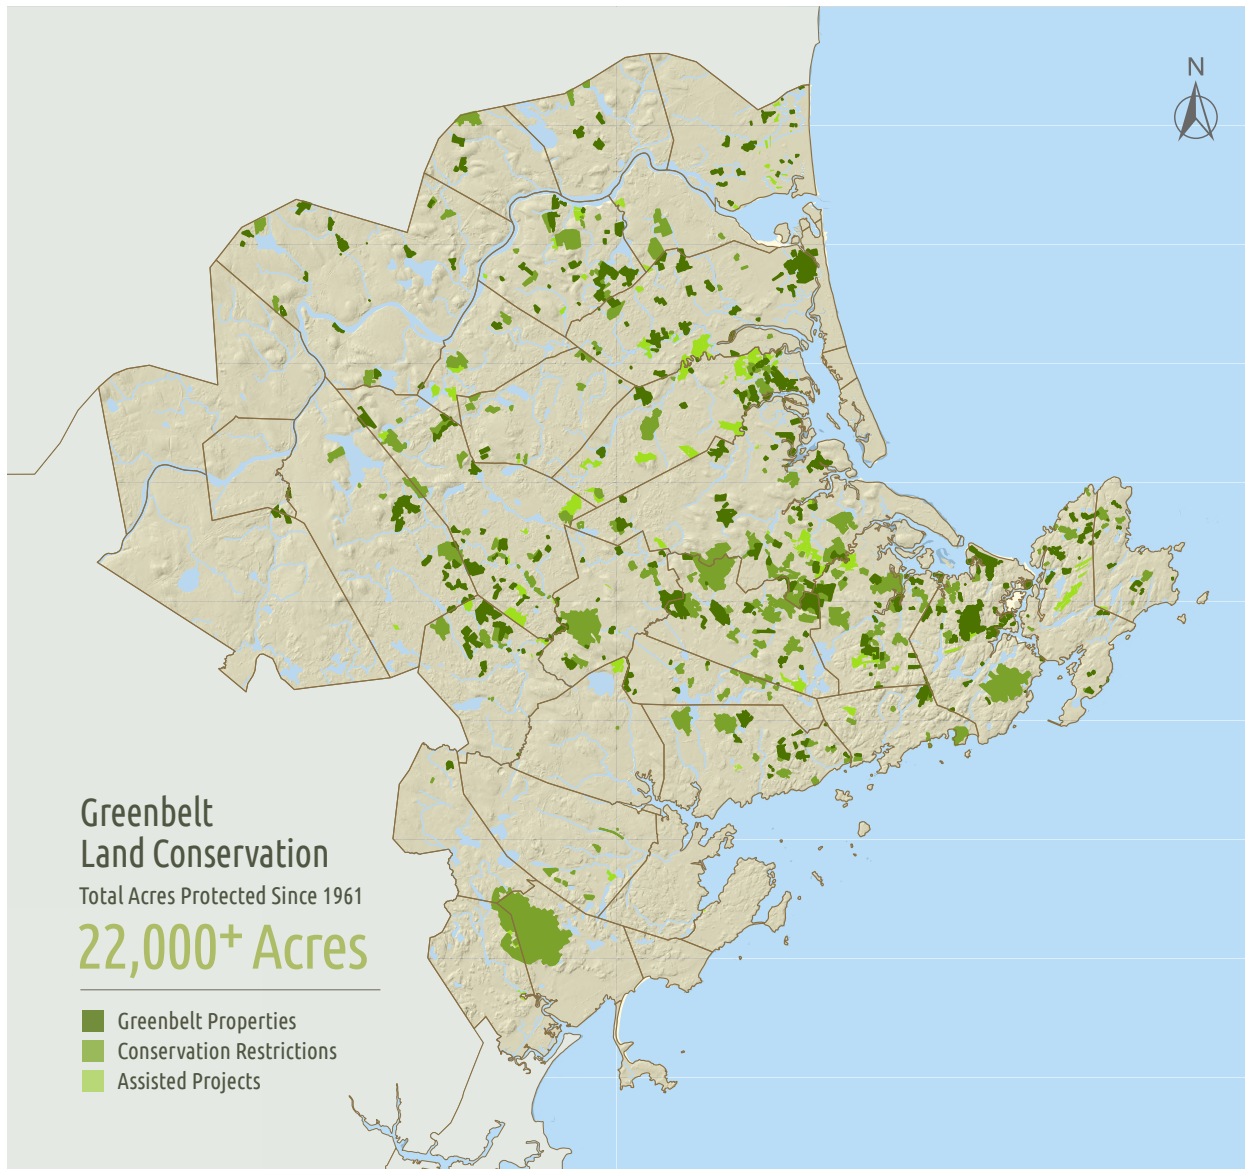 N
Greenbelt
Land Conservation
Total Acres Protected Since 1961
22,000+ Acres
Greenbelt Properties
Conservation Restrictions
Assisted Projects